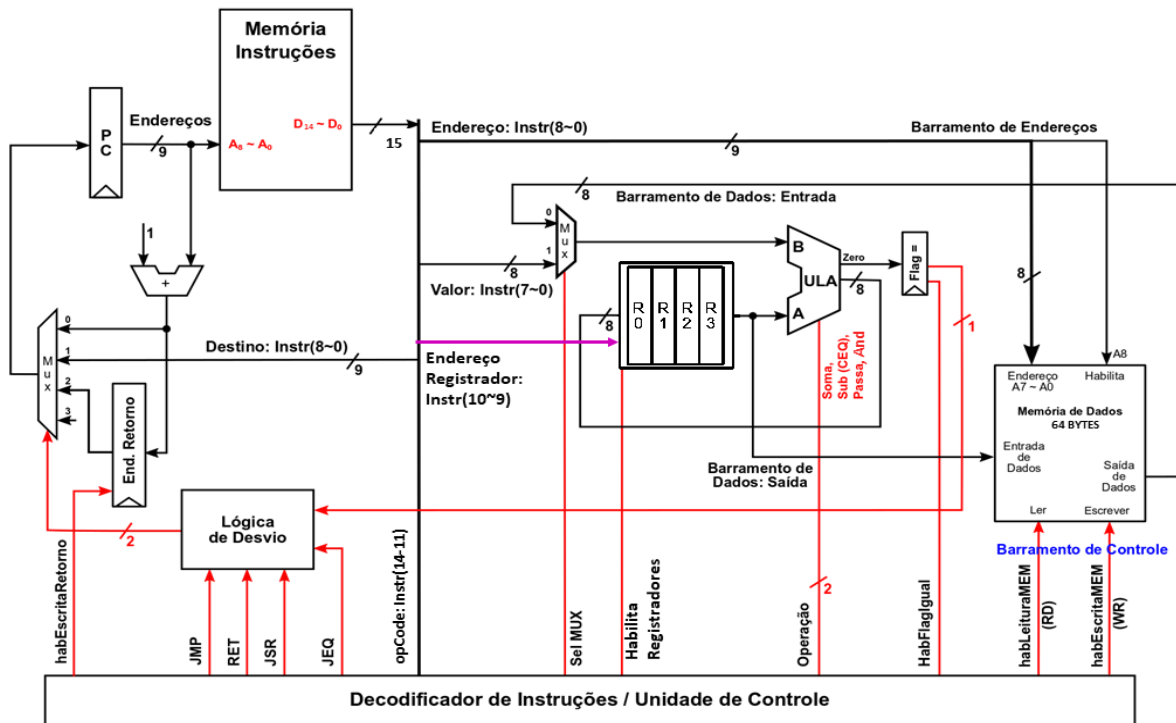 Memória
Instruções
D14 ~ D0
A8 ~ A0
P
C
Endereços
9
15
Endereço: Instr(8~0)
9
Barramento de Endereços
8
Barramento de Dados: Entrada
0
1
M
u
x
8
Valor: Instr(7~0)
1
+
B
ULA
A
Zero
8
Flag =
8
R
0
R
1
R
2
R
3
8
1
0
1
2
3
M
u
x
Destino: Instr(8~0)
9
Endereço
Registrador:
Instr(10~9)
Soma,
Sub (CEQ),
Passa, And
A8
Endereço
A7 ~ A0
Habilita
Memória de Dados
64 BYTES
Entrada
de
Dados
Saída
de
Dados
Ler
Escrever
End. Retorno
Barramento de
Dados: Saída
Lógica
de Desvio
2
2
Barramento de Controle
habEscritaRetorno
JMP
RET
JSR
JEQ
opCode: Instr(14-11)
Sel MUX
Habilita
Registradores
Operação
HabFlagIgual
habLeituraMEM
(RD)
habEscritaMEM
(WR)
Decodificador de Instruções / Unidade de Controle